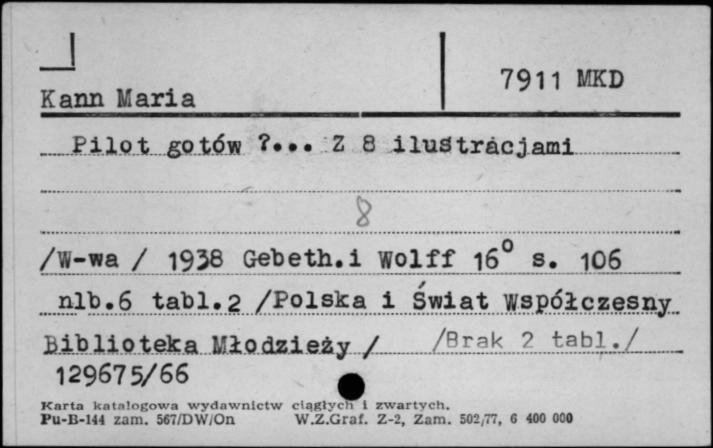 7911 MKD
Kann Maria
Pilot gotów ?... Z 8 ilustracjami
8
/W-wa / 1938 Gebeth.i Wolff 16° s. 106
nlb.6 tabl.2 /Polska i Świat Współczesny
Biblioteka Młodzieży / /Brak 2 tabl./
129675/66
Karta katalogowa wydawnictw ciągłych i zwartych.
Pu-B-144 zam. 567/DW/On W.Z.Graf. Z-2, Zam. 502/77, 6 400 000